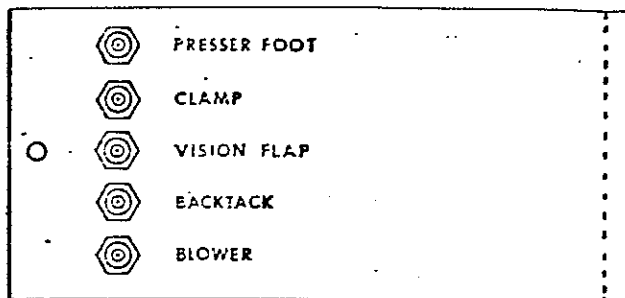 PRESSER FOOT
CLAMP
VISION FLAP
BACKTACK
BLOWER